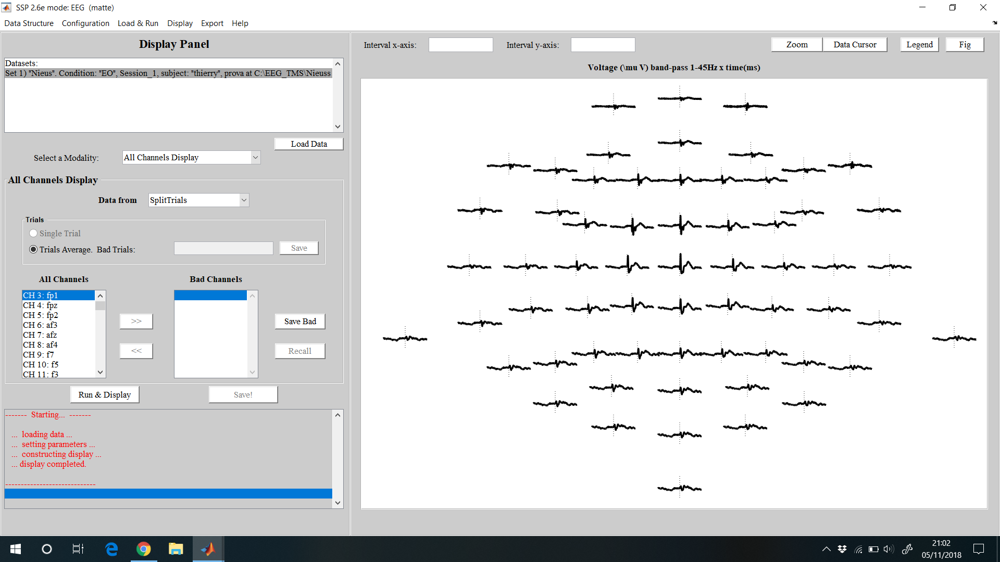 SSP 2.6e mode: EEG (matte)
Data Structure Configuration Load & Run Display Export Help
Display Panel
Datasets:
Set 1) "Nieus". Condition: "EO", Session_1, subject: "thierry", prova at C:\EEG_TMS\Nieuss
Load Data
Select a Modality: All Channels Display
All Channels Display
Data from SplitTrials
Trials
Single Trial
Trials Average. Bad Trials: Save
All Channels Bad Channels
CH 3: fp1
CH 4: fpz
CH 5: fp2
CH 6: af3
CH 7: afz
CH 8: af4
CH 9: f7
CH 10: f5
CH 11: f3
>>
<<
Save Bad
Recall
Run & Display Save!
------- Starting... -------
... loading data ...
... setting parameters ...
... constructing display ...
... display completed.
-----------------------------
Interval x-axis: Interval y-axis: Zoom Data Cursor Legend Fig
Voltage (\mu V) band-pass 1-45Hz x time(ms)
21:02
05/11/2018